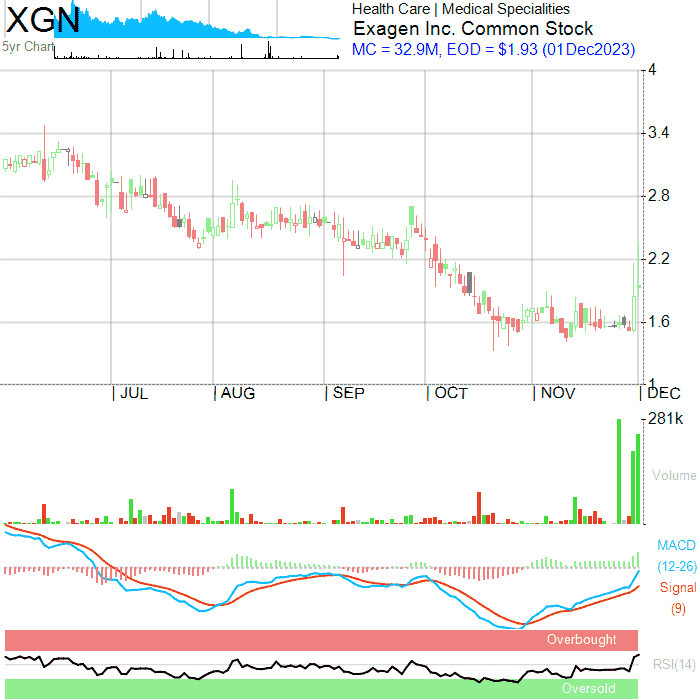 XGN
5yr Chart
Health Care | Medical Specialities
Exagen Inc. Common Stock
MC = 32.9M, EOD = $1.93 (01Dec2023)
4
3.4
2.8
2.2
1.6
1
JUL
AUG
SEP
OCT
NOV
DEC
281k
Volume
MACD
(12-26)
Signal
(9)
Overbought
RSI(14)
Oversold